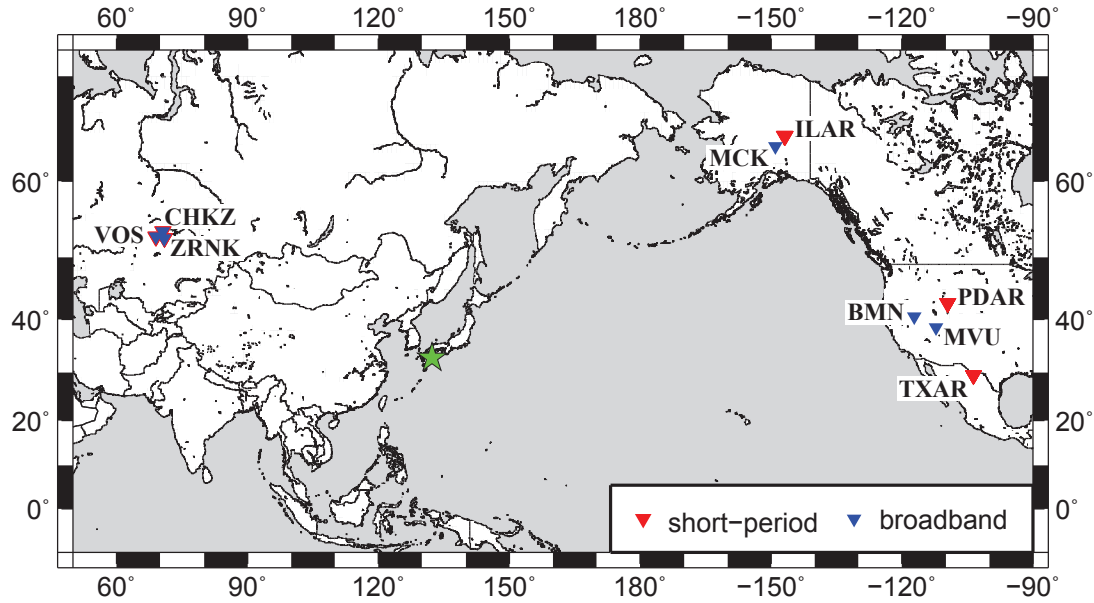 60° 90° 120° 150° 180° −150° −120° −90°
ILAR
MCK
60° 60°
CHKZ
VOS
ZRNK
PDAR
BMN
40° 40°
MVU
TXAR
20° 20°
0° 0°
short−period broadband
60° 90° 120° 150° 180° −150° −120° −90°